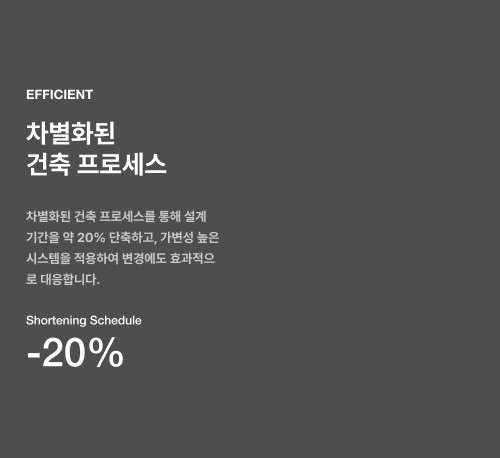 EFFICIENT
차별화된
건축 프로세스
차별화된 건축 프로세스를 통해 설계
기간을 약 20% 단축하고, 가변성 높은
시스템을 적용하여 변경에도 효과적으
로 대응합니다.
Shortening Schedule
-20%